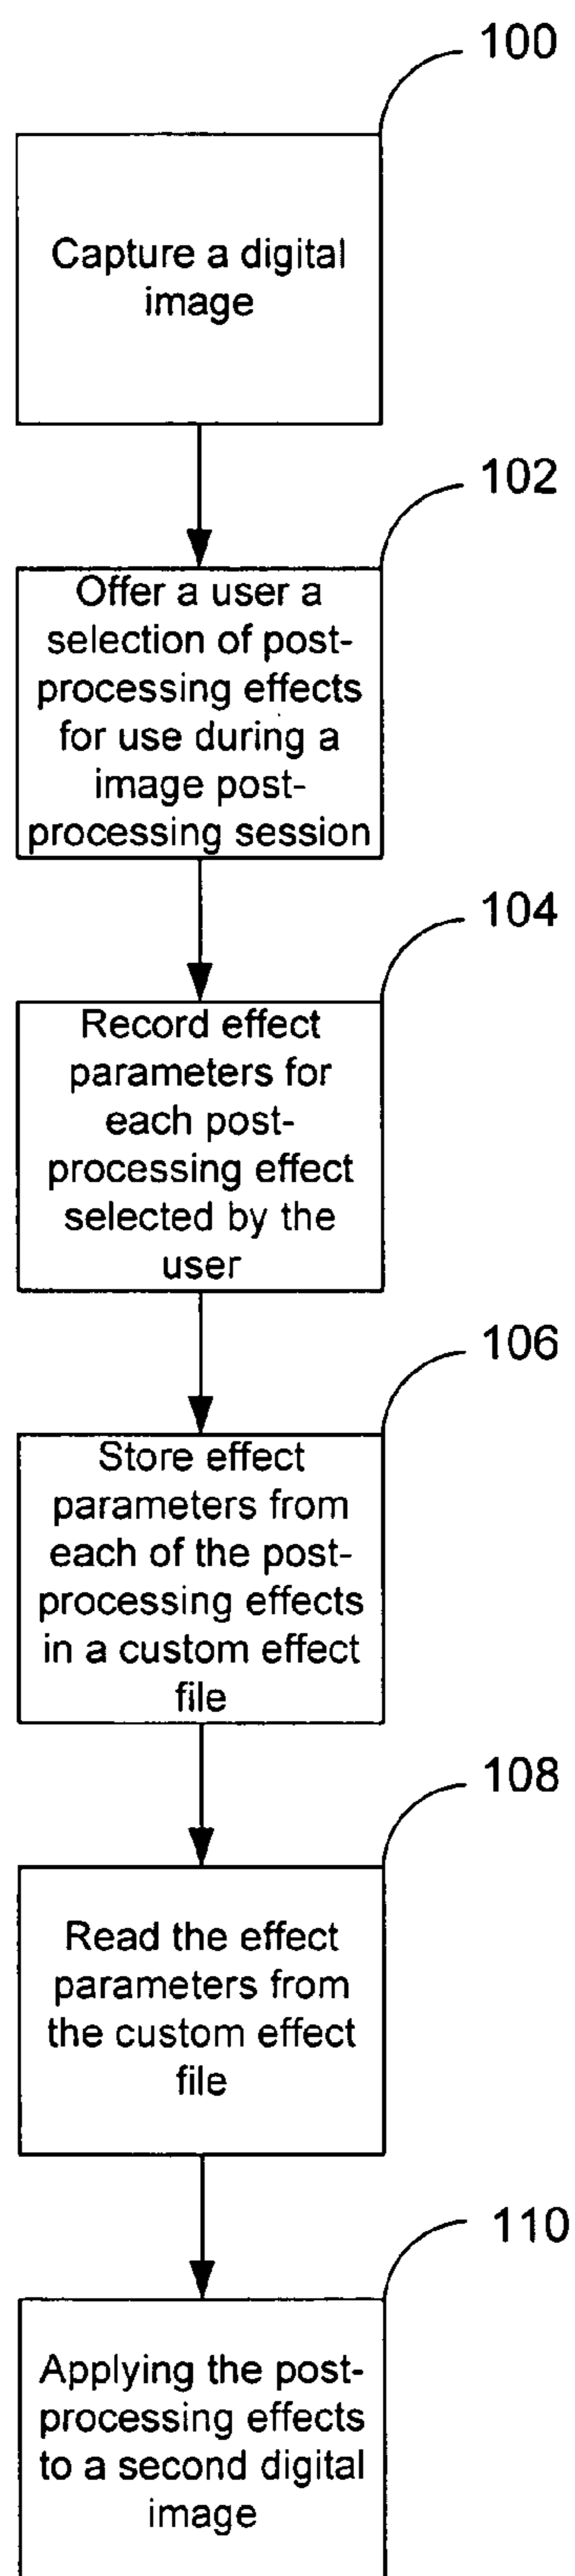 100
Capture a digital
image
102
Offer a user a
selection of post-
processing effects
for use during a
image post-
processing session
104
Record effect
parameters for
each post-
processing effect
selected by the
user
106
Store effect
parameters from
each of the post-
processing effects
in a custom effect
file
108
Read the effect
parameters from
the custom effect
file
110
Applying the post-
processing effects
to a second digital
image